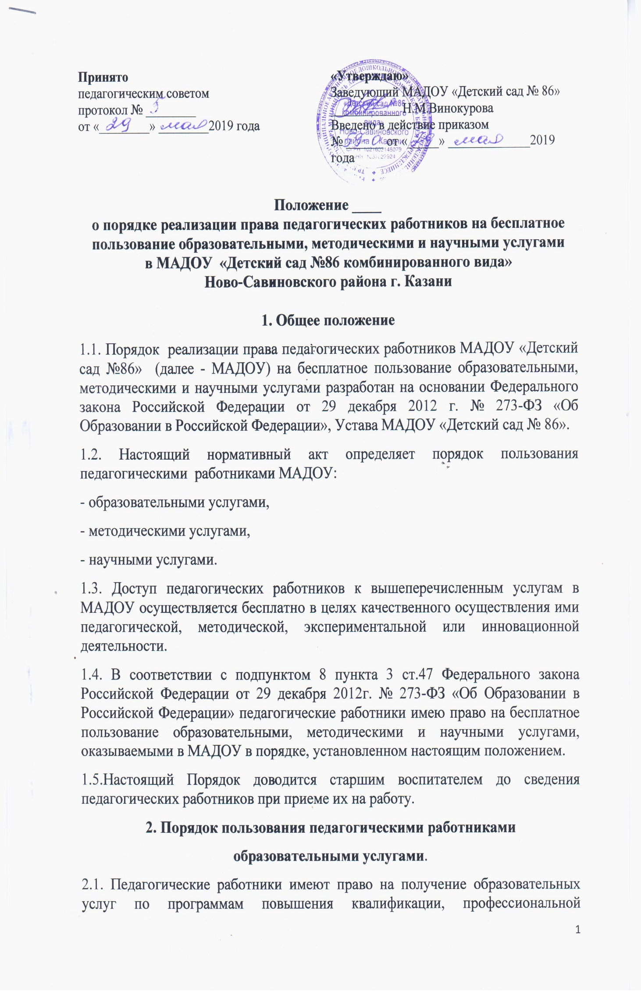 Принято
педагогическим советом
протокол № 5
от «29» мая 2019 года
«Утверждаю»
Заведующий МАДОУ «Детский сад № 86»
Н.М.Винокурова
Введено в действие приказом
№ 59-О от «29» мая 2019
года
«Детский сад №86
комбинированного
вида»
Ново-Савиновского
района г. Казани
Положение ____
о порядке реализации права педагогических работников на бесплатное
пользование образовательными, методическими и научными услугами
в МАДОУ «Детский сад №86 комбинированного вида»
Ново-Савиновского района г. Казани
1. Общее положение
1.1. Порядок реализации права педагогических работников МАДОУ «Детский
сад №86» (далее - МАДОУ) на бесплатное пользование образовательными,
методическими и научными услугами разработан на основании Федерального
закона Российской Федерации от 29 декабря 2012 г. № 273-ФЗ «Об
Образовании в Российской Федерации», Устава МАДОУ «Детский сад № 86».
1.2. Настоящий нормативный акт определяет порядок пользования
педагогическими работниками МАДОУ:
- образовательными услугами,
- методическими услугами,
- научными услугами.
1.3. Доступ педагогических работников к вышеперечисленным услугам в
МАДОУ осуществляется бесплатно в целях качественного осуществления ими
педагогической, методической, экспериментальной или инновационной
деятельности.
1.4. В соответствии с подпунктом 8 пункта 3 ст.47 Федерального закона
Российской Федерации от 29 декабря 2012г. № 273-ФЗ «Об Образовании в
Российской Федерации» педагогические работники имею право на бесплатное
пользование образовательными, методическими и научными услугами,
оказываемыми в МАДОУ в порядке, установленном настоящим положением.
1.5.Настоящий Порядок доводится старшим воспитателем до сведения
педагогических работников при приеме их на работу.
2. Порядок пользования педагогическими работниками
образовательными услугами.
2.1. Педагогические работники имеют право на получение образовательных
услуг по программам повышения квалификации, профессиональной
1